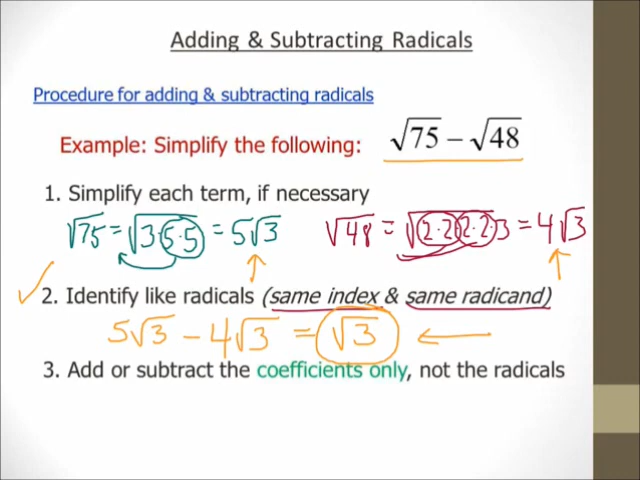 Adding & Subtracting Radicals
Procedure for adding & subtracting radicals
Example: Simplify the following: √75 – √48
1. Simplify each term, if necessary
√75 = √3·5·5 = 5√3 √48 = √2·2·2·2·3 = 4√3
2. Identify like radicals (same index & same radicand)
5√3 – 4√3 = √3
3. Add or subtract the coefficients only, not the radicals